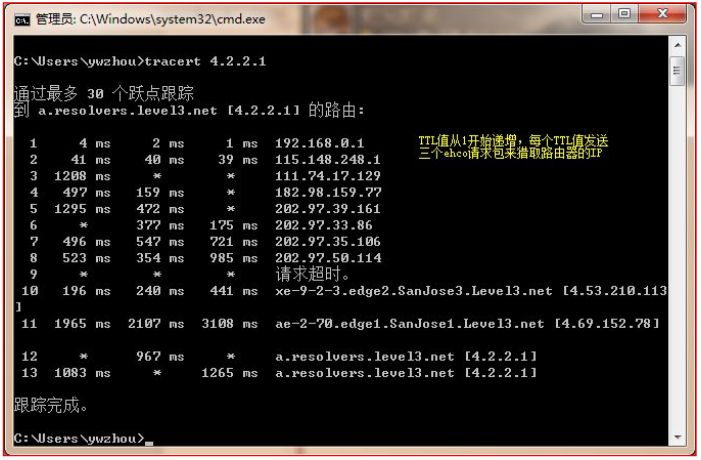 管理员: C:\Windows\system32\cmd.exe
C:\Users\ywzhou>tracert 4.2.2.1
通过最多 30 个跃点跟踪
到 a.resolvers.level3.net [4.2.2.1] 的路由:
1 4 ms 2 ms 1 ms 192.168.0.1
TTL值从1开始递增，每个TTL值发送
三个ehco请求包来猎取路由器的IP
2 41 ms 40 ms 39 ms 115.148.248.1
3 1208 ms * * 111.74.17.129
4 497 ms 159 ms * 182.98.159.77
5 1295 ms 472 ms * 202.97.39.161
6 * 377 ms 175 ms 202.97.33.86
7 496 ms 547 ms 721 ms 202.97.35.106
8 523 ms 354 ms 985 ms 202.97.50.114
9 * * * 请求超时。
10 196 ms 240 ms 441 ms xe-9-2-3.edge2.SanJose3.Level3.net [4.53.210.113
]
11 1965 ms 2107 ms 3108 ms ae-2-70.edge1.SanJose1.Level3.net [4.69.152.78]
12 * 967 ms * a.resolvers.level3.net [4.2.2.1]
13 1083 ms * 1265 ms a.resolvers.level3.net [4.2.2.1]
跟踪完成。
C:\Users\ywzhou>_